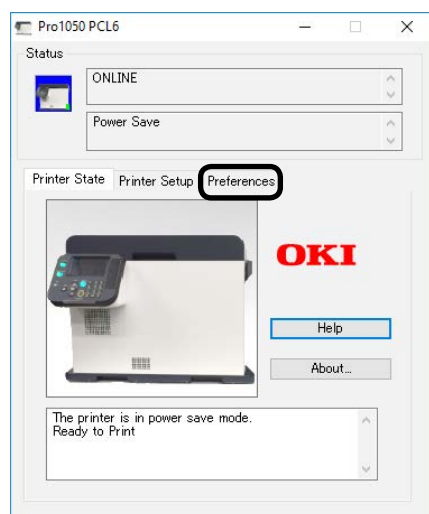 Pro1050 PCL6
Status
ONLINE
Power Save
Printer State Printer Setup Preferences
OKI
Help
About...
The printer is in power save mode.
Ready to Print